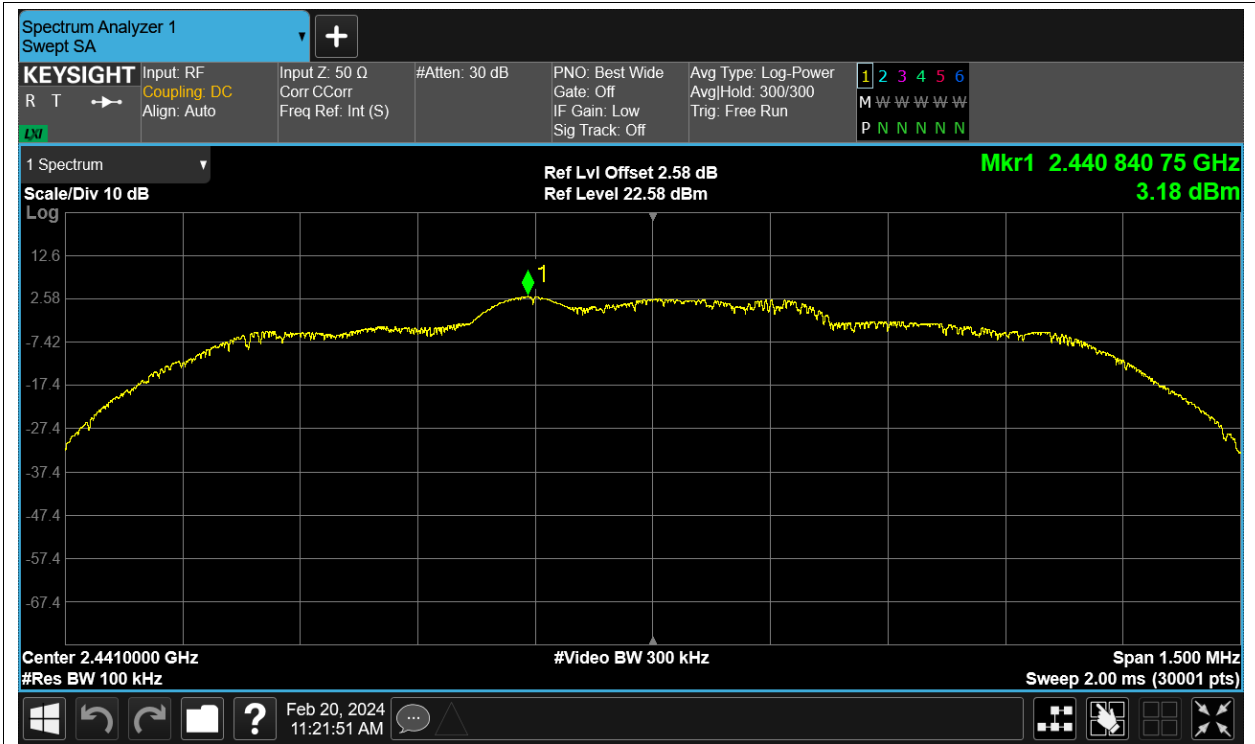 Spectrum Analyzer 1
Swept SA
+
KEYSIGHT
R T
LXI
Input: RF
Coupling: DC
Align: Auto
Input Z: 50 Ω
Corr CCorr
Freq Ref: Int (S)
#Atten: 30 dB
PNO: Best Wide
Gate: Off
IF Gain: Low
Sig Track: Off
Avg Type: Log-Power
Avg|Hold: 300/300
Trig: Free Run
1 2 3 4 5 6
M W W W W W
P N N N N N
1 Spectrum
Scale/Div 10 dB
Log
Ref Lvl Offset 2.58 dB
Ref Level 22.58 dBm
Mkr1 2.440 840 75 GHz
3.18 dBm
1
12.6
2.58
-7.42
-17.4
-27.4
-37.4
-47.4
-57.4
-67.4
Center 2.4410000 GHz
#Video BW 300 kHz
Span 1.500 MHz
#Res BW 100 kHz
Sweep 2.00 ms (30001 pts)
?
Feb 20, 2024
11:21:51 AM